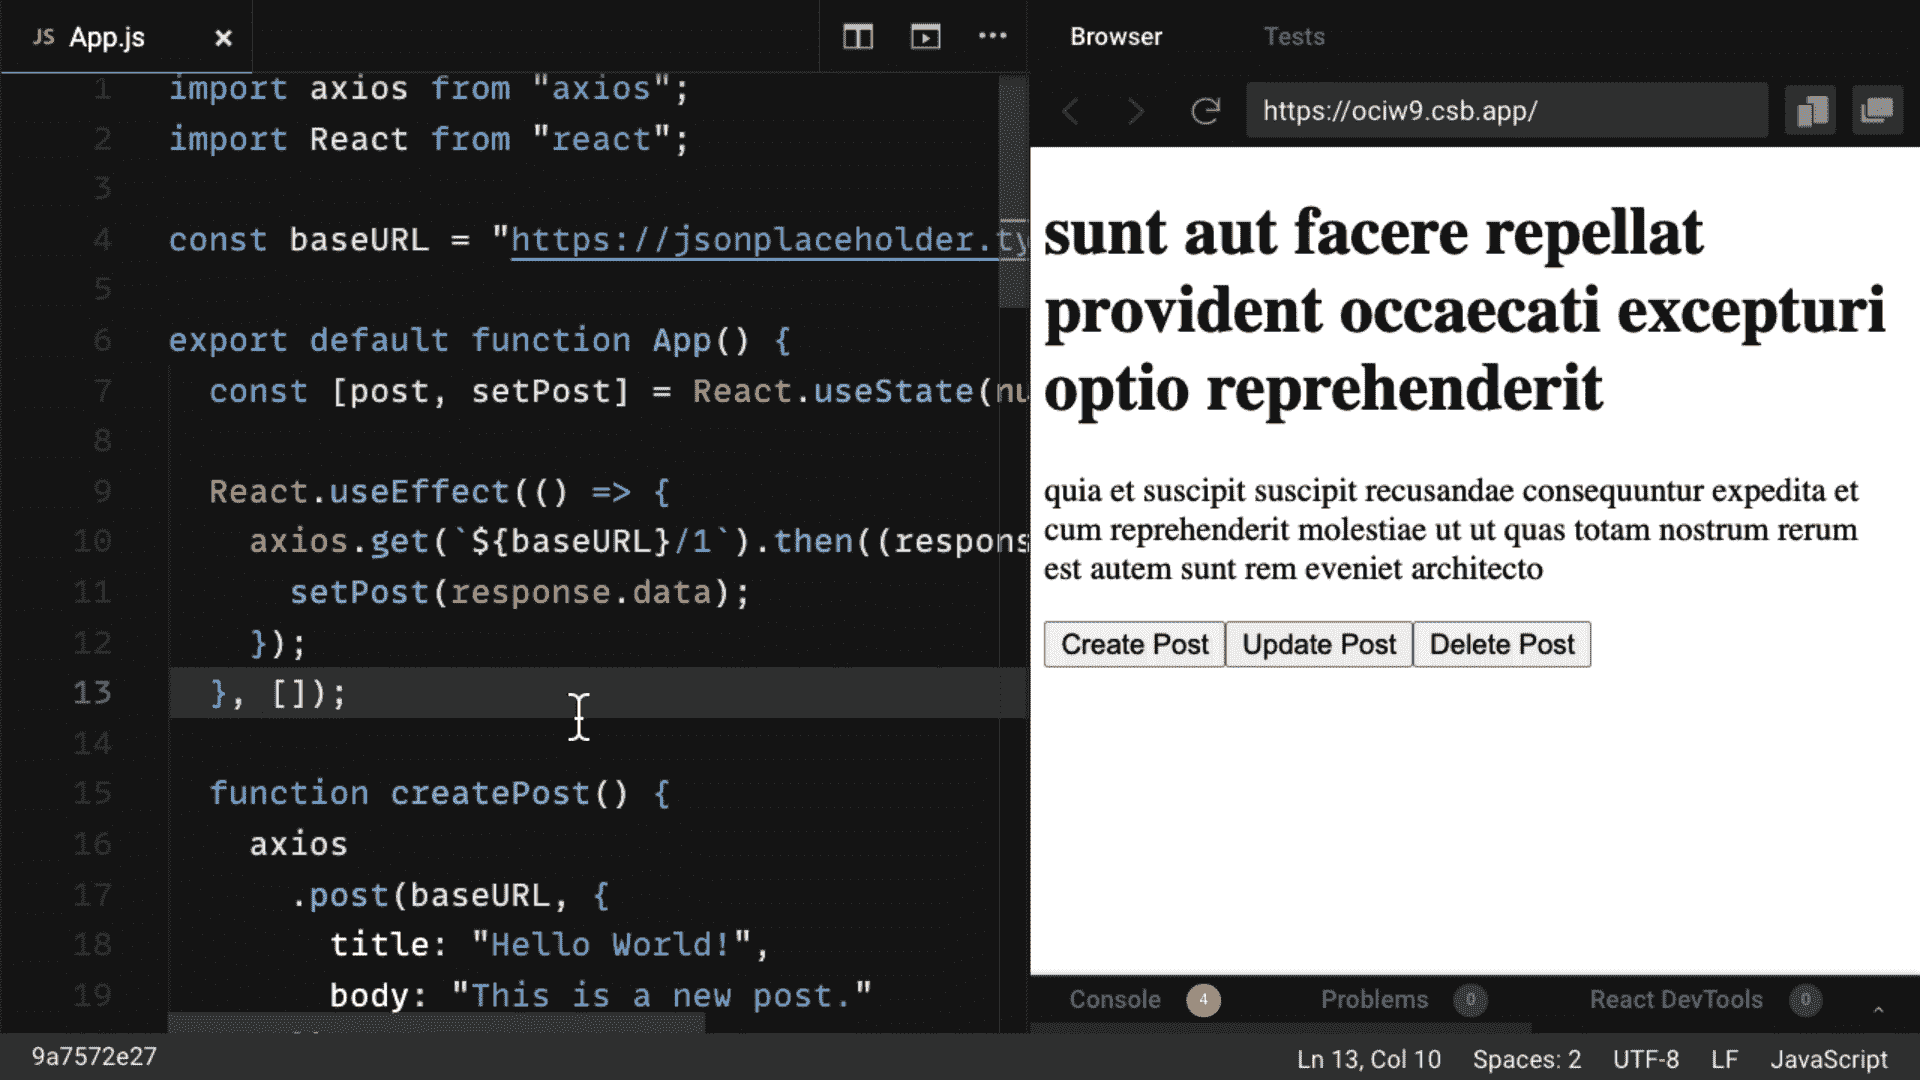 JS App.js ×
1 import axios from "axios";
2 import React from "react";
3
4 const baseURL = "https://jsonplaceholder.ty
5
6 export default function App() {
7 const [post, setPost] = React.useState(nu
8
9 React.useEffect(() => {
10 axios.get(`${baseURL}/1`).then((respons
11 setPost(response.data);
12 });
13 }, []);
14
15 function createPost() {
16 axios
17 .post(baseURL, {
18 title: "Hello World!",
19 body: "This is a new post."
Browser Tests
https://ociw9.csb.app/
sunt aut facere repellat
provident occaecati excepturi
optio reprehenderit
quia et suscipit suscipit recusandae consequuntur expedita et
cum reprehenderit molestiae ut ut quas totam nostrum rerum
est autem sunt rem eveniet architecto
Create Post Update Post Delete Post
Console 4 Problems 0 React DevTools 0
9a7572e27 Ln 13, Col 10 Spaces: 2 UTF-8 LF JavaScript